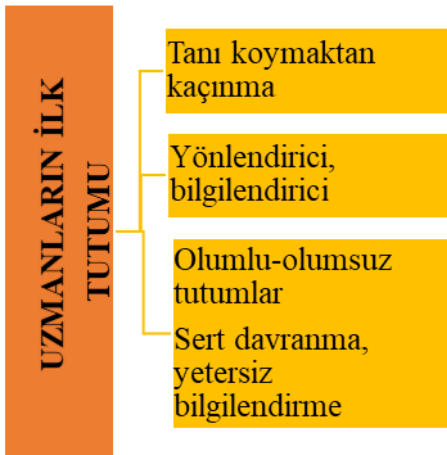 UZMANLARIN İLK
TUTUMU
Tanı koymaktan
kaçınma
Yönlendirici,
bilgilendirici
Olumlu-olumsuz
tutumlar
Sert davranma,
yetersiz
bilgilendirme